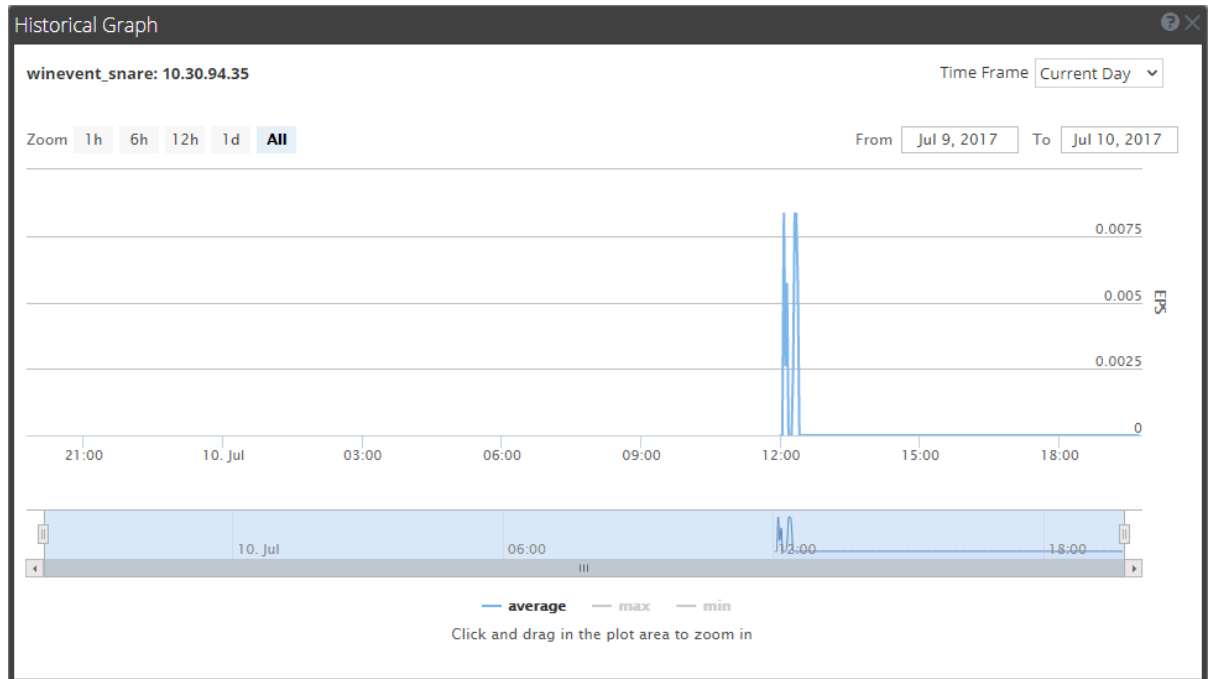 Historical Graph
winevent_snare: 10.30.94.35
Time Frame Current Day
Zoom 1h 6h 12h 1d All
From Jul 9, 2017 To Jul 10, 2017
0.0075
0.005
EPS
0.0025
0
21:00 10. Jul 03:00 06:00 09:00 12:00 15:00 18:00
10. Jul 06:00 12:00 18:00
average max min
Click and drag in the plot area to zoom in